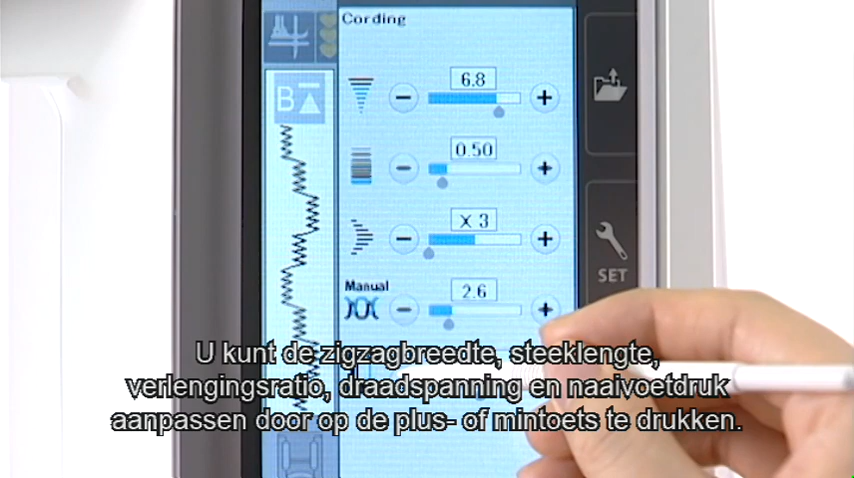 Cording
B
6.8
0.50
X 3
Manual
2.6
SET
U kunt de zigzagbreedte, steeklengte,
verlengingsratio, draadspanning en naaivoetdruk
aanpassen door op de plus- of mintoets te drukken.